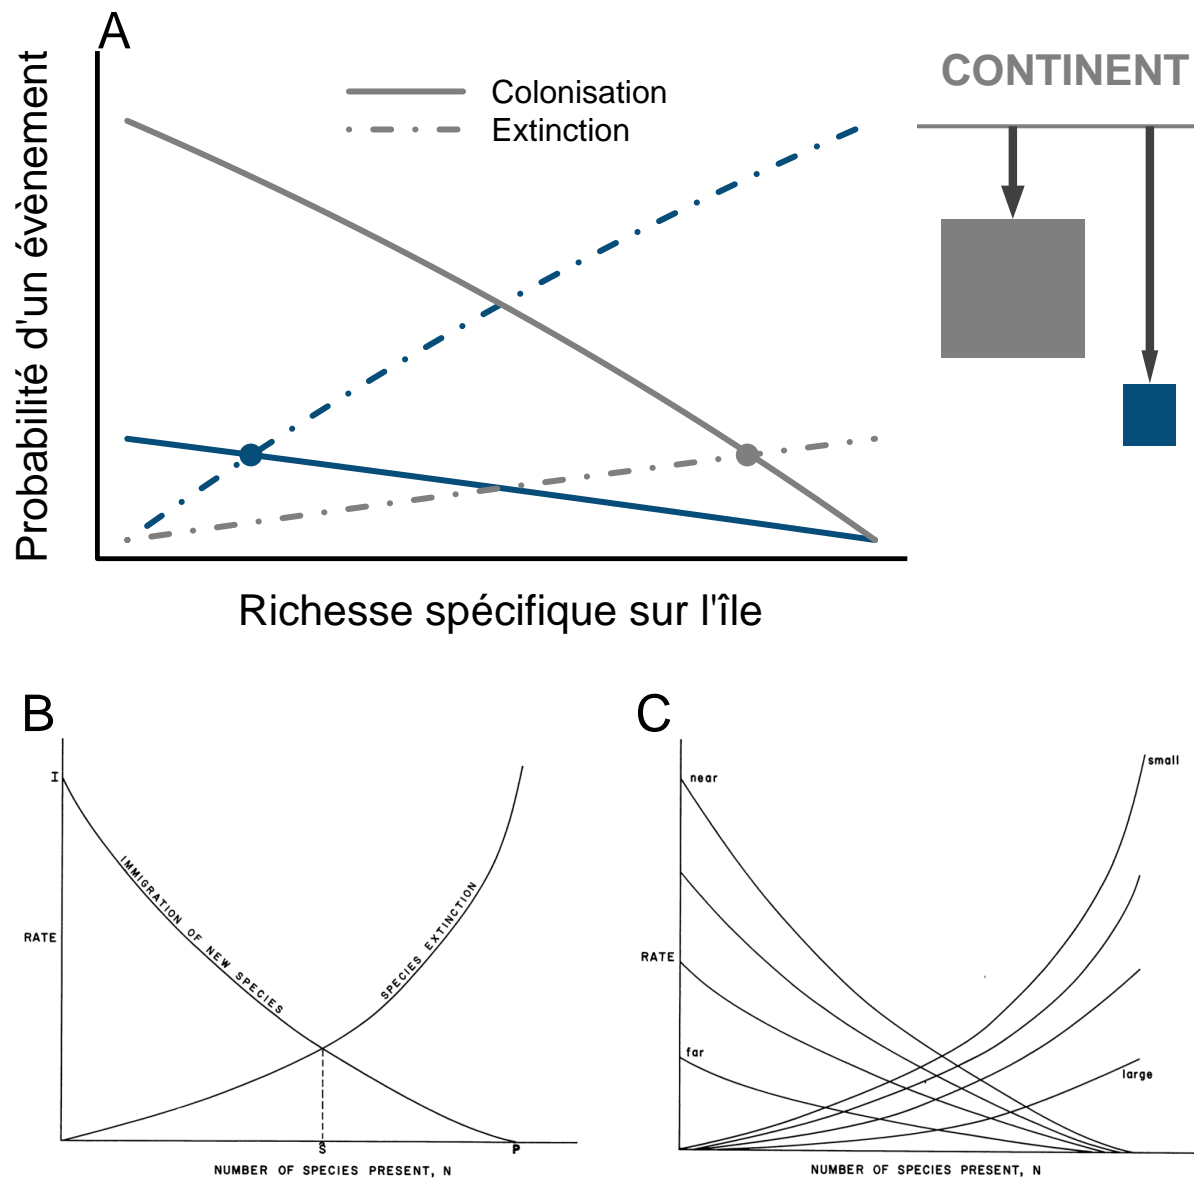 A
Probabilité d'un évènement
Colonisation
Extinction
CONTINENT
Richesse spécifique sur l'île
B
I
IMMIGRATION OF NEW SPECIES
SPECIES EXTINCTION
RATE
Ŝ
P
NUMBER OF SPECIES PRESENT, N
C
near
small
RATE
far
large
NUMBER OF SPECIES PRESENT, N